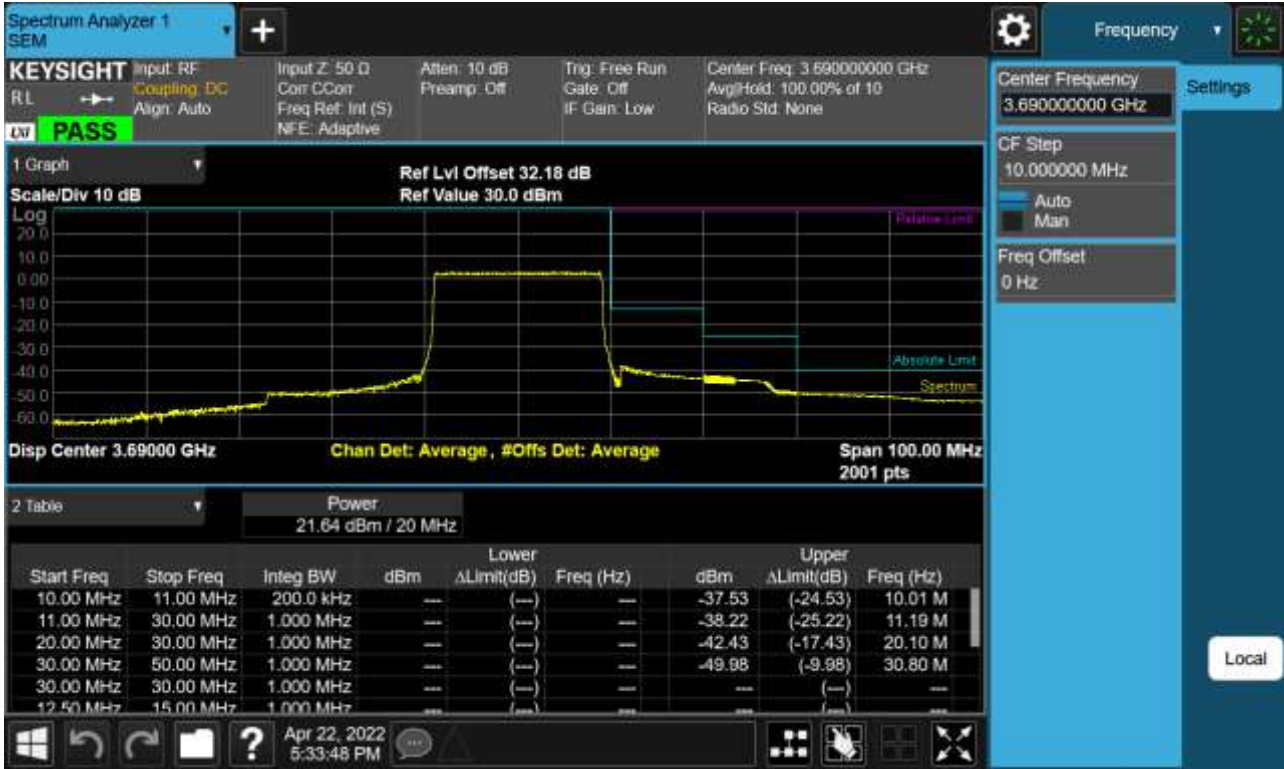 Spectrum Analyzer 1
SEM
+
Frequency
KEYSIGHT
RL
LXI
PASS
Input: RF
Coupling: DC
Align: Auto
Input Z: 50 Ω
Corr CCorr
Freq Ref: Int (S)
NFE: Adaptive
Atten: 10 dB
Preamp: Off
Trig: Free Run
Gate: Off
IF Gain: Low
Center Freq: 3.690000000 GHz
Avg|Hold: 100.00% of 10
Radio Std: None
Center Frequency
3.690000000 GHz
Settings
CF Step
10.000000 MHz
Auto
Man
Freq Offset
0 Hz
1 Graph
Scale/Div 10 dB
Ref Lvl Offset 32.18 dB
Ref Value 30.0 dBm
Log
20.0
10.0
0.00
-10.0
-20.0
-30.0
-40.0
-50.0
-60.0
Relative Limit
Absolute Limit
Spectrum
Disp Center 3.69000 GHz
Chan Det: Average, #Offs Det: Average
Span 100.00 MHz
2001 pts
2 Table
Power
21.64 dBm / 20 MHz
Lower Upper
Start Freq Stop Freq Integ BW dBm ΔLimit(dB) Freq (Hz) dBm ΔLimit(dB) Freq (Hz)
10.00 MHz 11.00 MHz 200.0 kHz --- (---) --- -37.53 (-24.53) 10.01 M
11.00 MHz 30.00 MHz 1.000 MHz --- (---) --- -38.22 (-25.22) 11.19 M
20.00 MHz 30.00 MHz 1.000 MHz --- (---) --- -42.43 (-17.43) 20.10 M
30.00 MHz 50.00 MHz 1.000 MHz --- (---) --- -49.98 (-9.98) 30.80 M
30.00 MHz 30.00 MHz 1.000 MHz --- (---) --- --- (---) ---
12.50 MHz 15.00 MHz 1.000 MHz --- (---) --- --- (---) ---
Local
?
Apr 22, 2022
5:33:48 PM